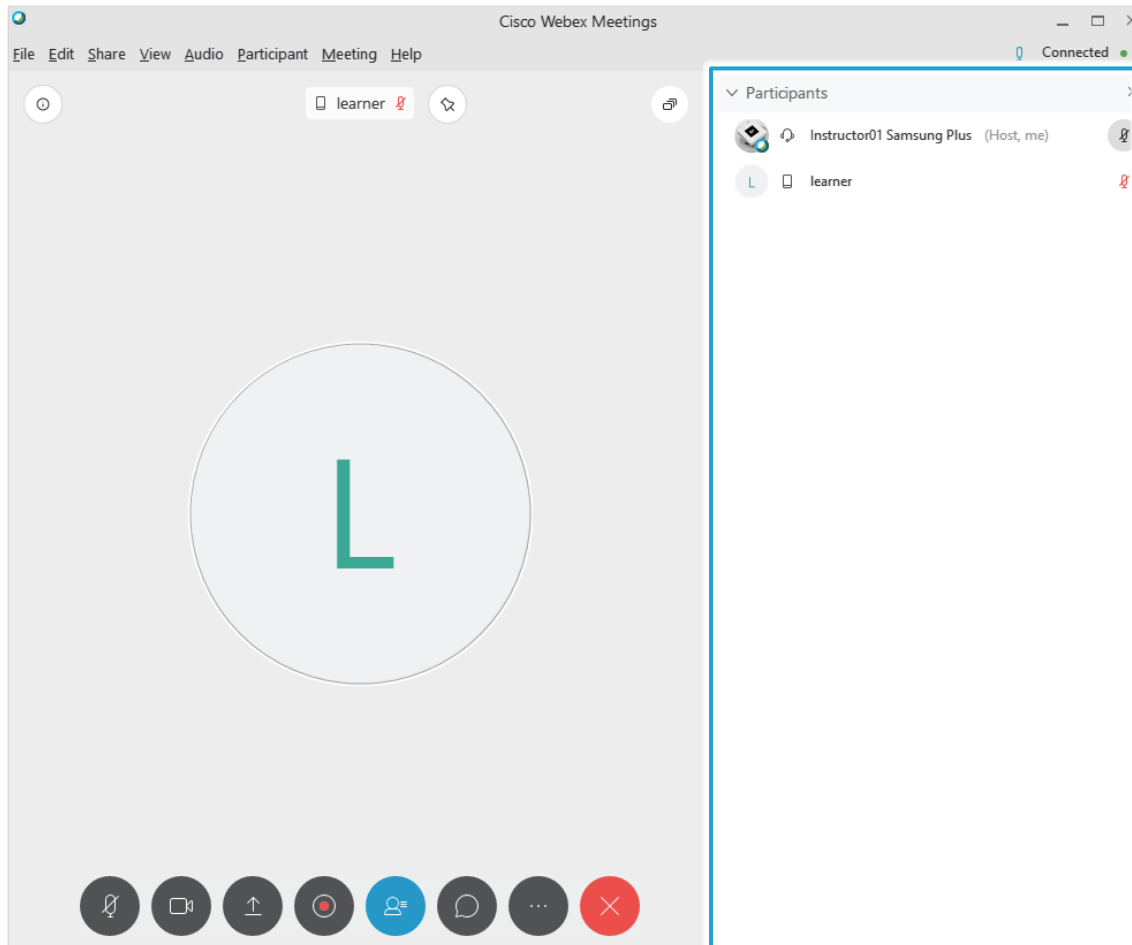 Cisco Webex Meetings
File Edit Share View Audio Participant Meeting Help
Connected
learner
Participants
Instructor01 Samsung Plus (Host, me)
L learner
L